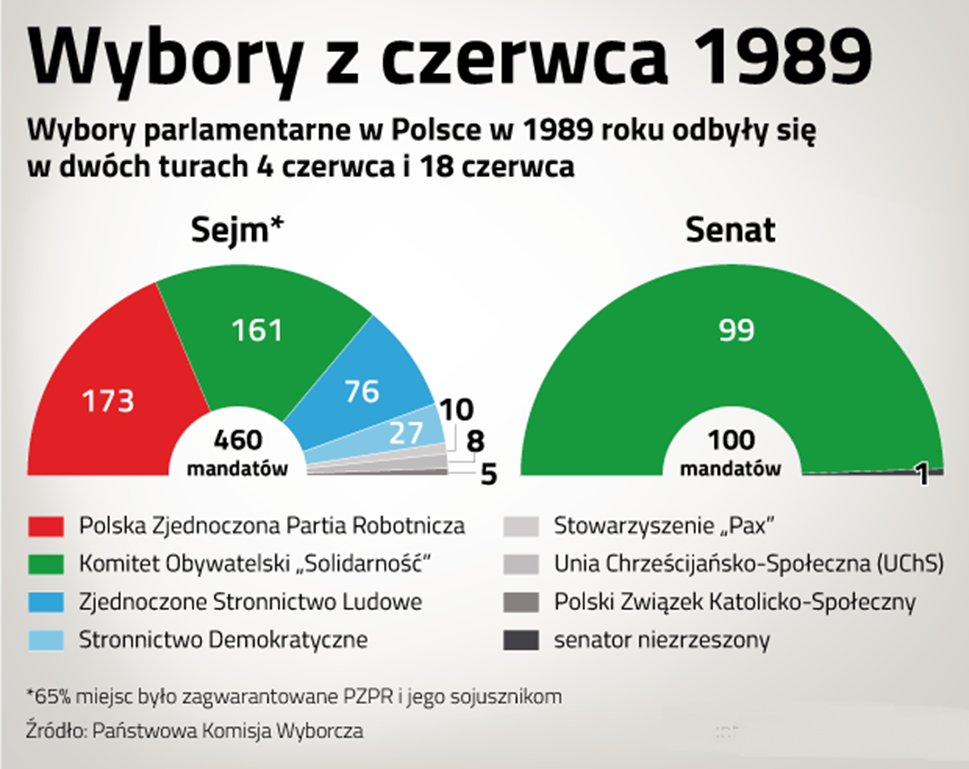 Wybory z czerwca 1989
Wybory parlamentarne w Polsce w 1989 roku odbyły się
w dwóch turach 4 czerwca i 18 czerwca
Sejm*
173
161
76
27
10
8
5
460
mandatów
Senat
99
1
100
mandatów
Polska Zjednoczona Partia Robotnicza
Komitet Obywatelski „Solidarność”
Zjednoczone Stronnictwo Ludowe
Stronnictwo Demokratyczne
Stowarzyszenie „Pax”
Unia Chrześcijańsko-Społeczna (UChS)
Polski Związek Katolicko-Społeczny
senator niezrzeszony
*65% miejsc było zagwarantowane PZPR i jego sojusznikom
Źródło: Państwowa Komisja Wyborcza